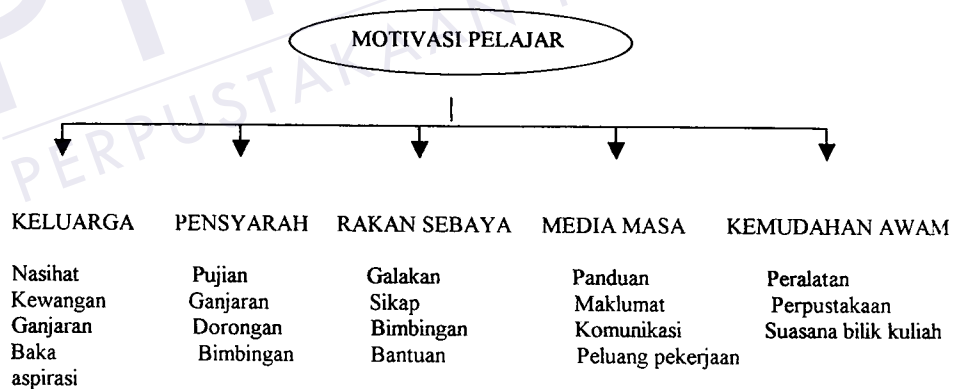 MOTIVASI PELAJAR
PERPUSTAKAAN
KELUARGA PENSYARAH RAKAN SEBAYA MEDIA MASA KEMUDAHAN AWAM
Nasihat Pujian Galakan Panduan Peralatan
Kewangan Ganjaran Sikap Maklumat Perpustakaan
Ganjaran Dorongan Bimbingan Komunikasi Suasana bilik kuliah
Baka Bimbingan Bantuan Peluang pekerjaan
aspirasi